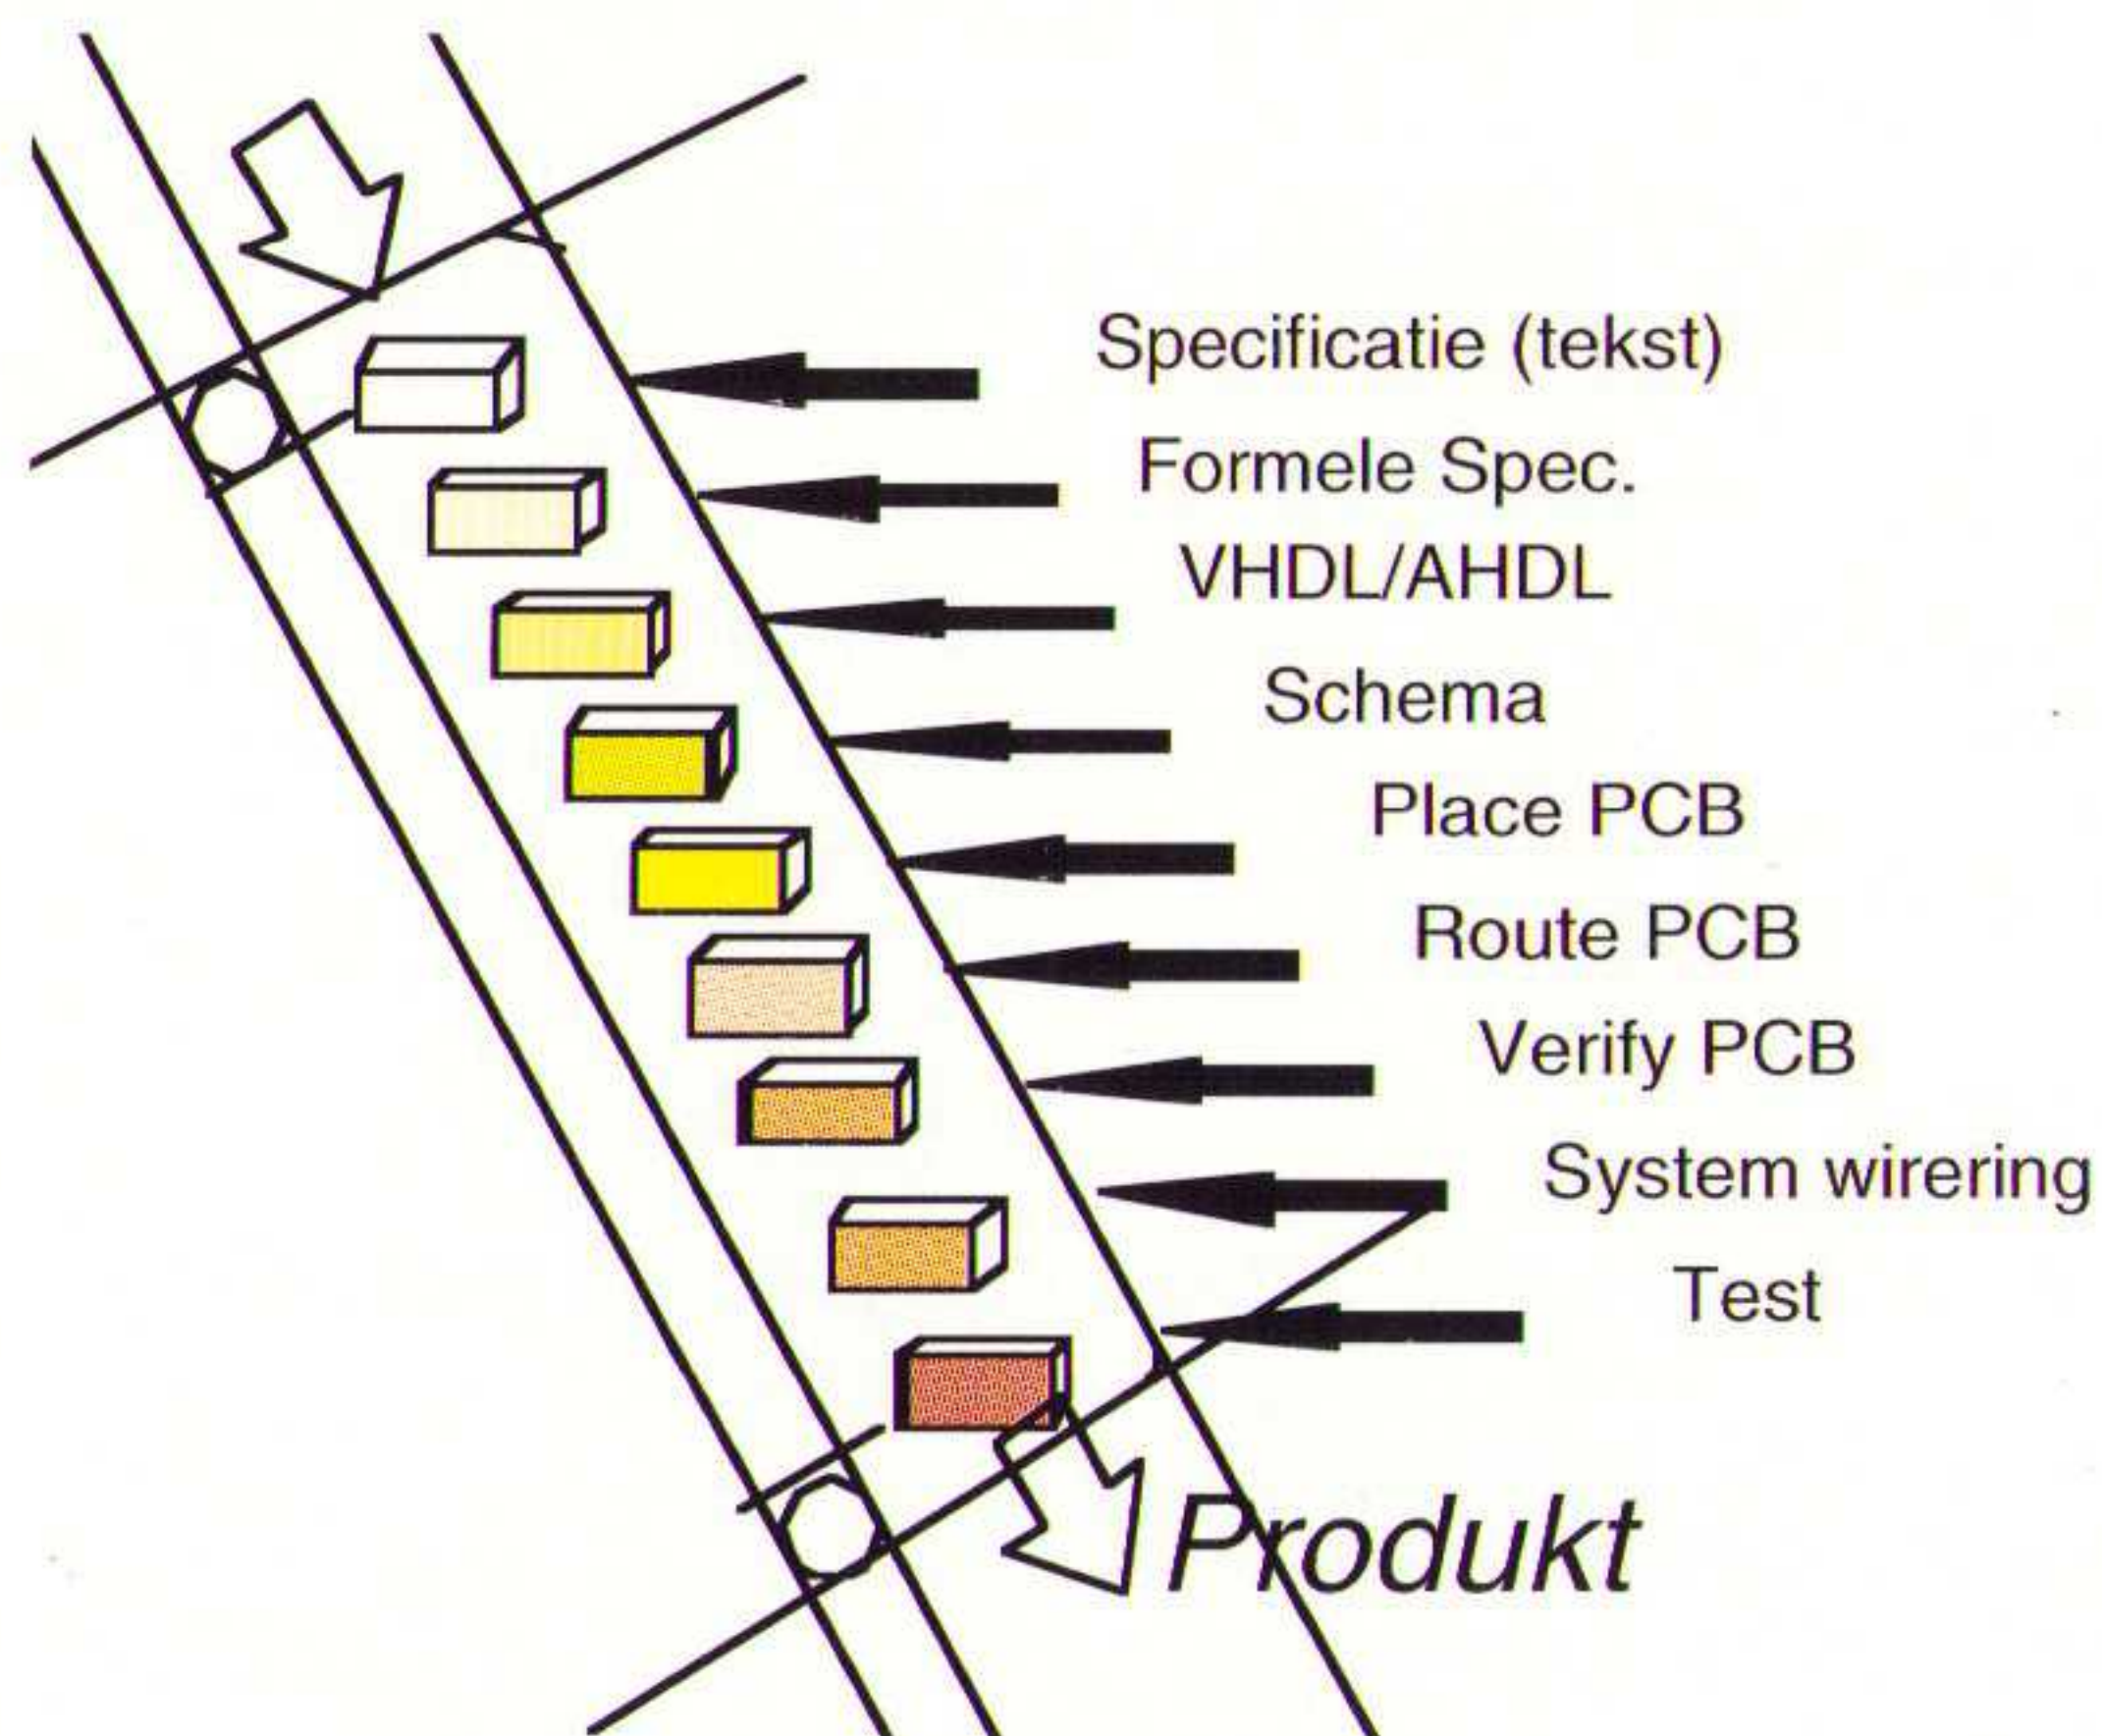 Specificatie (tekst)
Formele Spec.
VHDL/AHDL
Schema
Place PCB
Route PCB
Verify PCB
System wirering
Test
Produkt